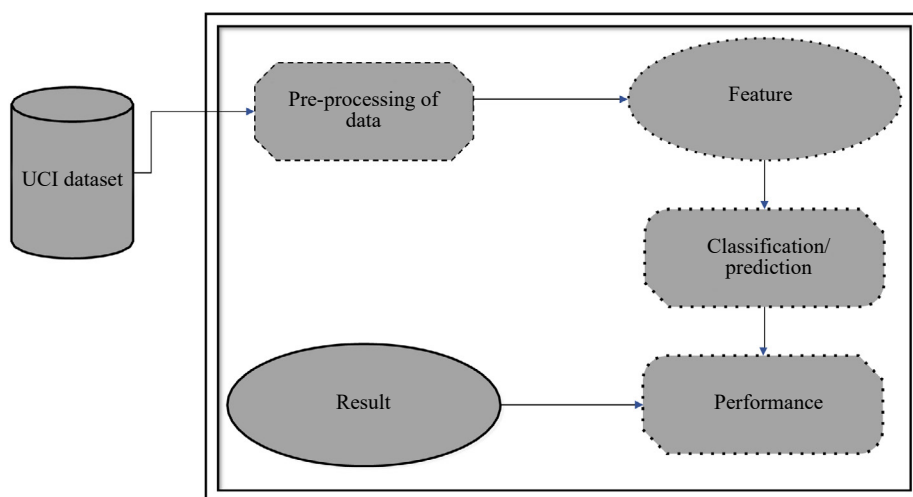 UCI dataset
Pre-processing of
data
Feature
Classification/
prediction
Result
Performance